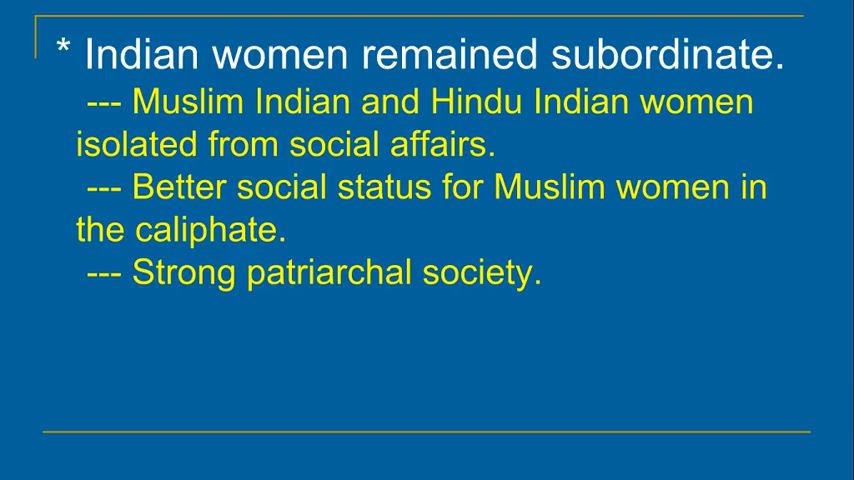 * Indian women remained subordinate.
--- Muslim Indian and Hindu Indian women
isolated from social affairs.
--- Better social status for Muslim women in
the caliphate.
--- Strong patriarchal society.